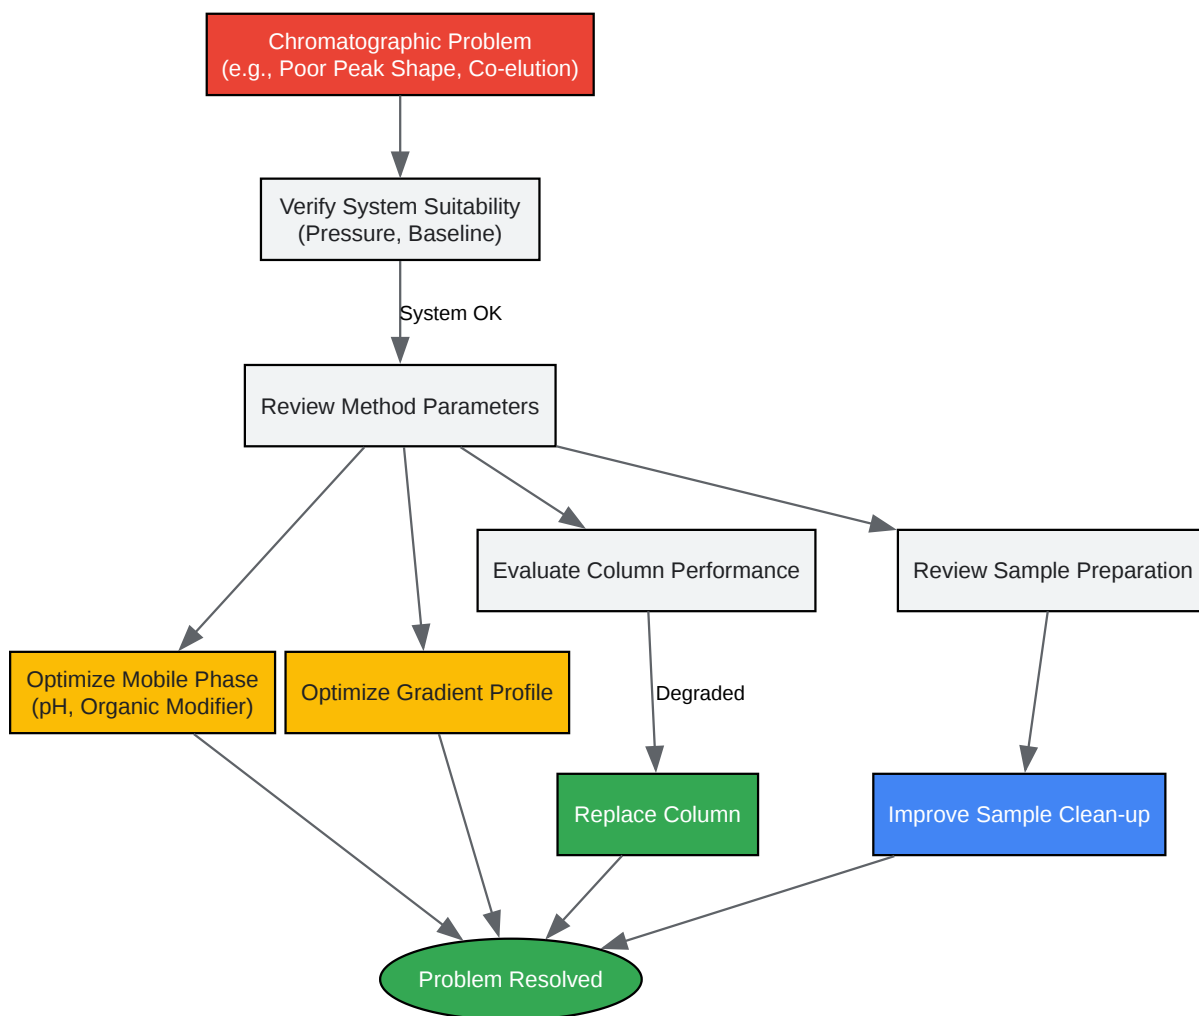 Chromatographic Problem
(e.g., Poor Peak Shape, Co-elution)
Verify System Suitability
(Pressure, Baseline)
System OK
Review Method Parameters
Evaluate Column Performance
Review Sample Preparation
Optimize Mobile Phase
(pH, Organic Modifier)
Optimize Gradient Profile
Degraded
Replace Column
Improve Sample Clean-up
Problem Resolved